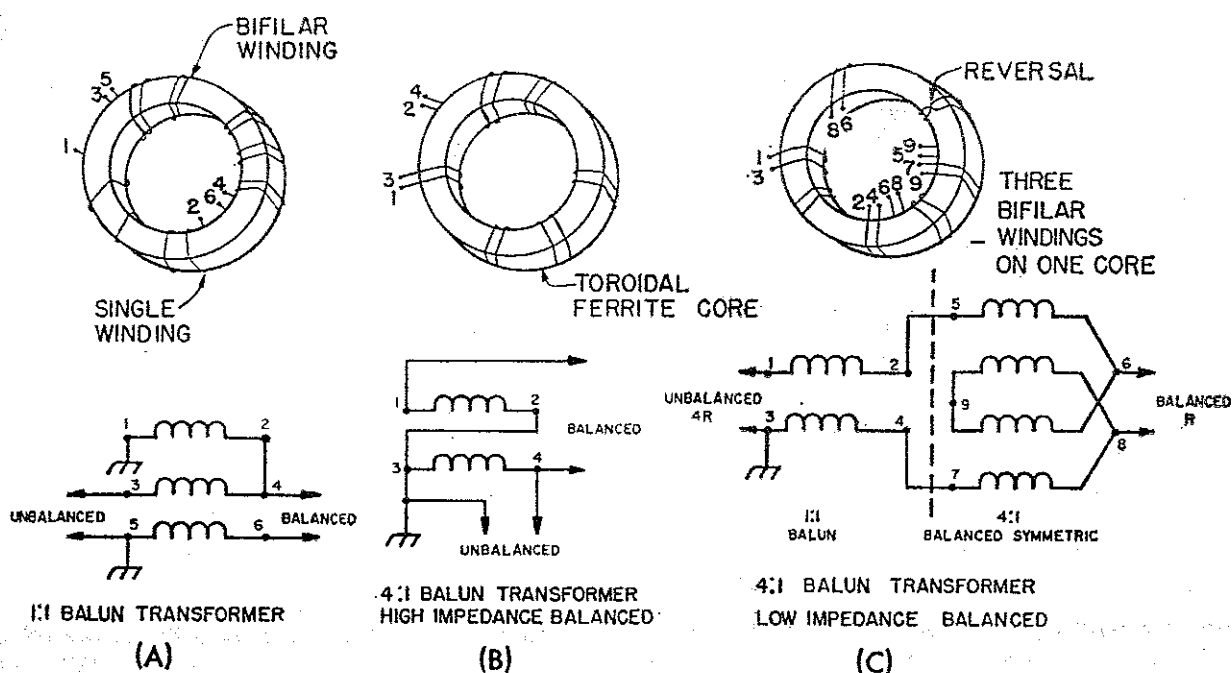 BIFILAR
WINDING
5
3
1
4
6
2
SINGLE
WINDING
1
2
3
4
UNBALANCED
5
6
BALANCED
1:1 BALUN TRANSFORMER
(A)
4
2
3
1
TOROIDAL
FERRITE CORE
1
2
BALANCED
3
4
UNBALANCED
4:1 BALUN TRANSFORMER
HIGH IMPEDANCE BALANCED
(B)
REVERSAL
8 6
1
3
9
5
7
2 4 6 8 9
THREE
BIFILAR
WINDINGS
ON ONE CORE
5
1
2
6
UNBALANCED
4R
9
BALANCED
R
3
4
8
7
1:1
BALUN
4:1
BALANCED SYMMETRIC
4:1 BALUN TRANSFORMER
LOW IMPEDANCE BALANCED
(C)